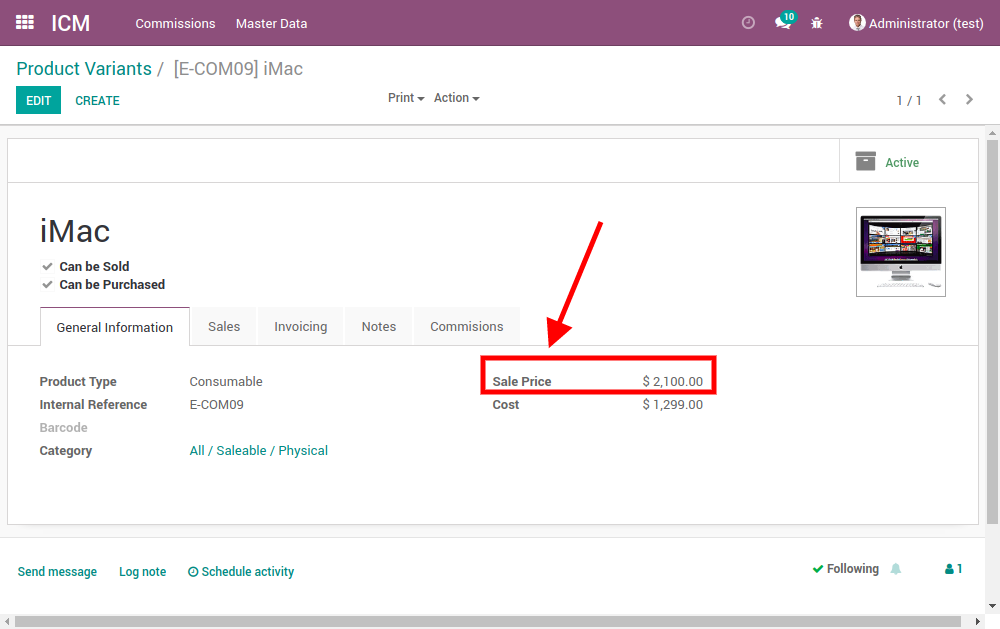 ICM Commissions Master Data 10 Administrator (test)
Product Variants / [E-COM09] iMac
EDIT CREATE Print Action 1 / 1
Active
iMac
Can be Sold
Can be Purchased
General Information Sales Invoicing Notes Commisions
Product Type Consumable Sale Price $ 2,100.00
Internal Reference E-COM09 Cost $ 1,299.00
Barcode
Category All / Saleable / Physical
Send message Log note Schedule activity Following 1